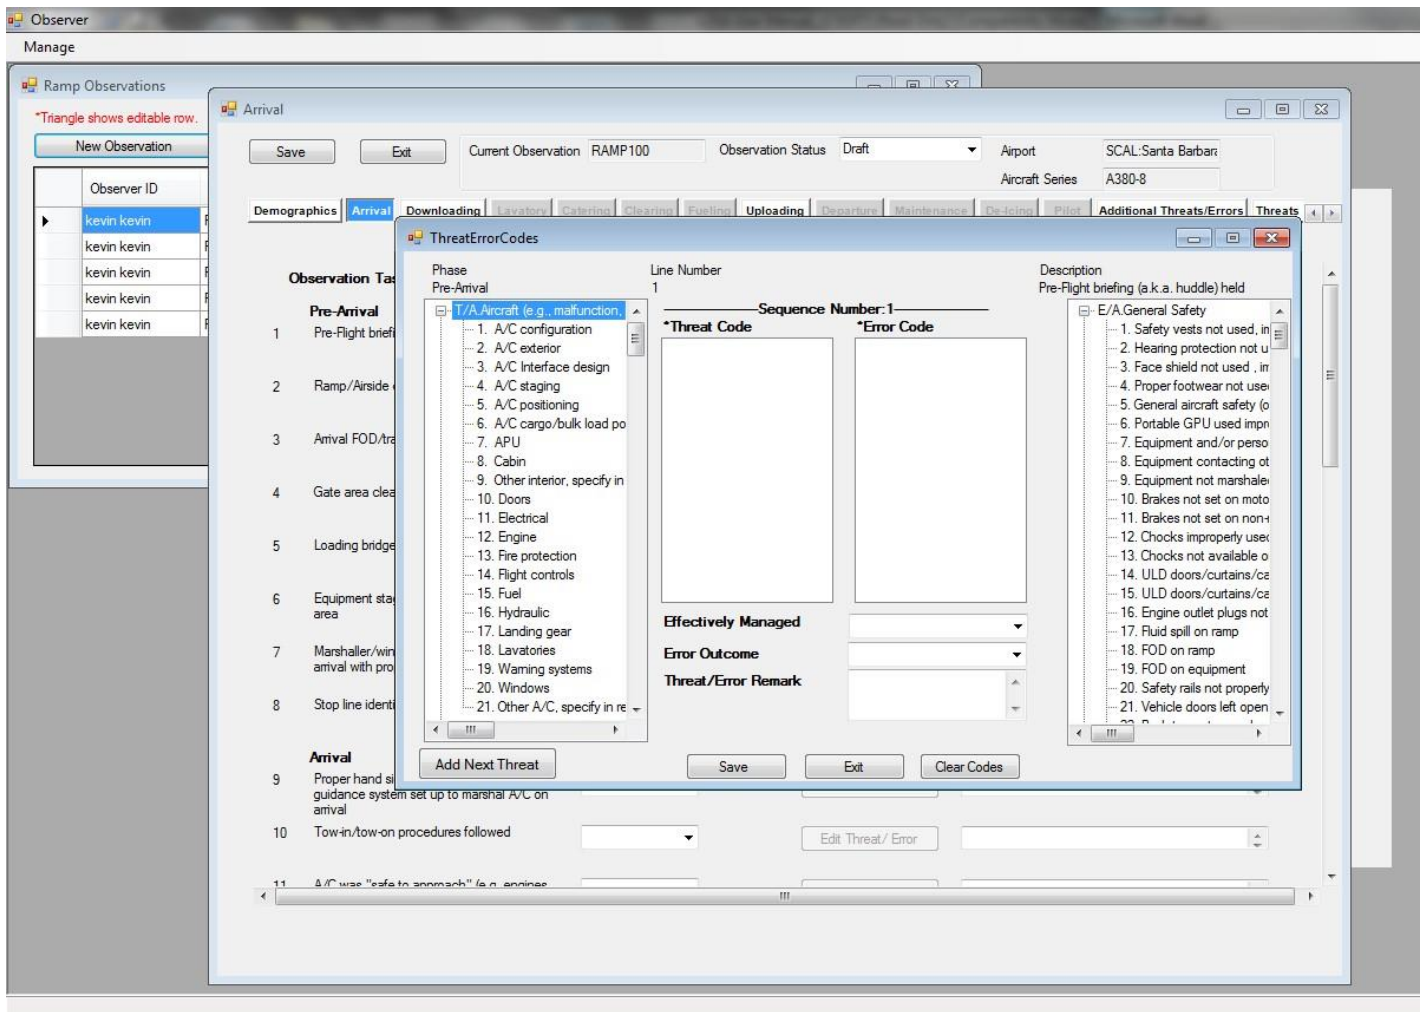 Observer
Manage
Ramp Observations
*Triangle shows editable row.
New Observation
Observer ID
kevin kevin
kevin kevin
kevin kevin
kevin kevin
kevin kevin
Arrival
Save Exit Current Observation RAMP100 Observation Status Draft Airport SCAL:Santa Barbara
Aircraft Series A380-8
Demographics Arrival Downloading Lavatory Catering Clearing Fueling Uploading Departure Maintenance De-Icing Pilot Additional Threats/Errors Threats
Observation Tas
Pre-Arrival
1 Pre-Flight briefi
2 Ramp/Airside
3 Arrival FOD/tra
4 Gate area clea
5 Loading bridge
6 Equipment sta
area
7 Marshaller/win
arrival with pro
8 Stop line identi
Arrival
9 Proper hand si
guidance system set up to marshal A/C on
arrival
10 Tow-in/tow-on procedures followed Edit Threat/ Error
11 A/C was "safe to approach" (e.g. engines
ThreatErrorCodes
Phase
Pre-Arrival
Line Number
1
Description
Pre-Flight briefing (a.k.a. huddle) held
T/A.Aircraft (e.g., malfunction,
1. A/C configuration
2. A/C exterior
3. A/C Interface design
4. A/C staging
5. A/C positioning
6. A/C cargo/bulk load po
7. APU
8. Cabin
9. Other interior, specify in
10. Doors
11. Electrical
12. Engine
13. Fire protection
14. Flight controls
15. Fuel
16. Hydraulic
17. Landing gear
18. Lavatories
19. Warning systems
20. Windows
21. Other A/C, specify in re
Sequence Number:1
*Threat Code *Error Code
Effectively Managed
Error Outcome
Threat/Error Remark
E/A.General Safety
1. Safety vests not used, in
2. Hearing protection not u
3. Face shield not used , im
4. Proper footwear not use
5. General aircraft safety (o
6. Portable GPU used impr
7. Equipment and/or perso
8. Equipment contacting ot
9. Equipment not marshale
10. Brakes not set on moto
11. Brakes not set on non-
12. Chocks improperly used
13. Chocks not available o
14. ULD doors/curtains/ca
15. ULD doors/curtains/ca
16. Engine outlet plugs not
17. Fluid spill on ramp
18. FOD on ramp
19. FOD on equipment
20. Safety rails not properly
21. Vehicle doors left open
Add Next Threat Save Exit Clear Codes